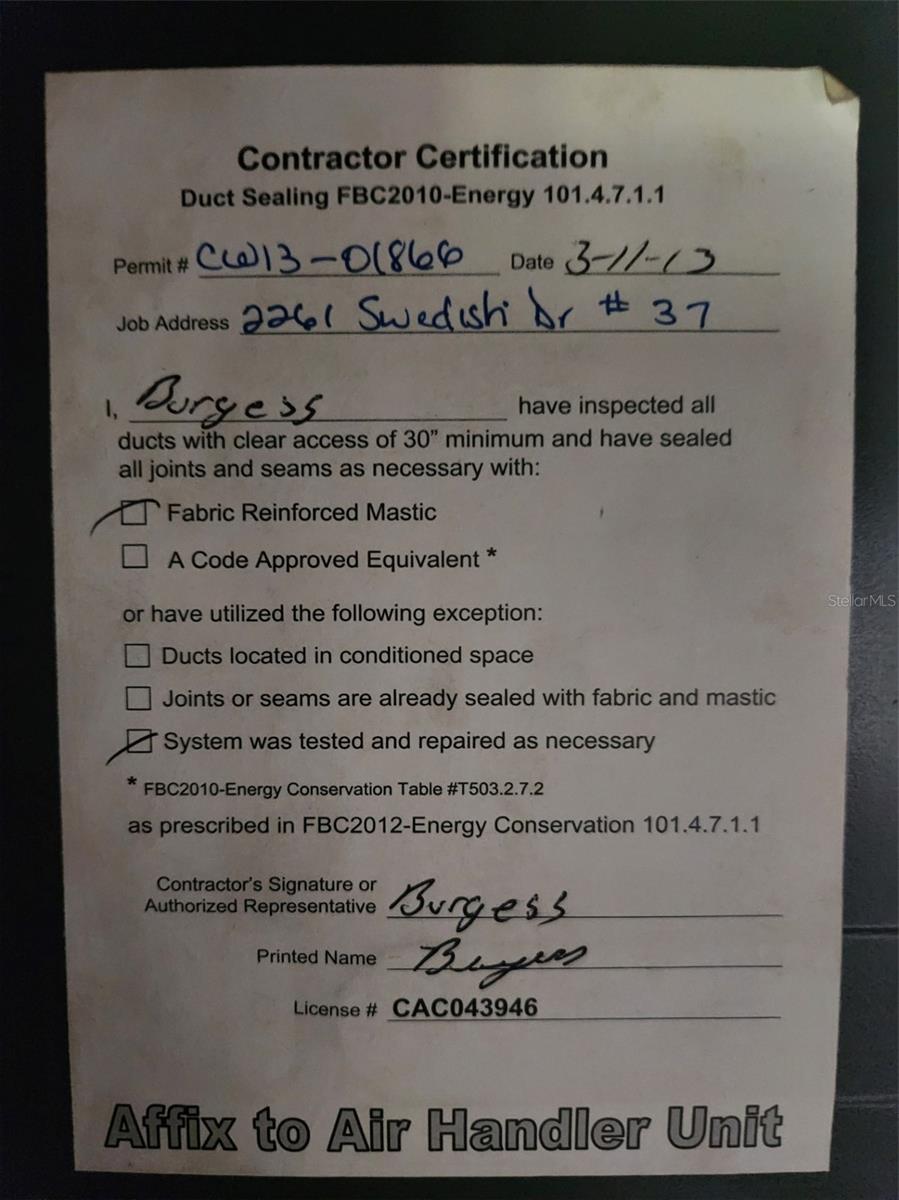 Contractor Certification
Duct Sealing FBC2010-Energy 101.4.7.1.1
Permit # CW13-01866 Date 3-11-13
Job Address 2261 Swedish Dr # 37
I, Burgess have inspected all
ducts with clear access of 30" minimum and have sealed
all joints and seams as necessary with:
Fabric Reinforced Mastic
A Code Approved Equivalent *
or have utilized the following exception:
StellarMLS
Ducts located in conditioned space
Joints or seams are already sealed with fabric and mastic
System was tested and repaired as necessary
* FBC2010-Energy Conservation Table #T503.2.7.2
as prescribed in FBC2012-Energy Conservation 101.4.7.1.1
Contractor's Signature or
Authorized Representative Burgess
Printed Name Burgess
License # CAC043946
Affix to Air Handler Unit